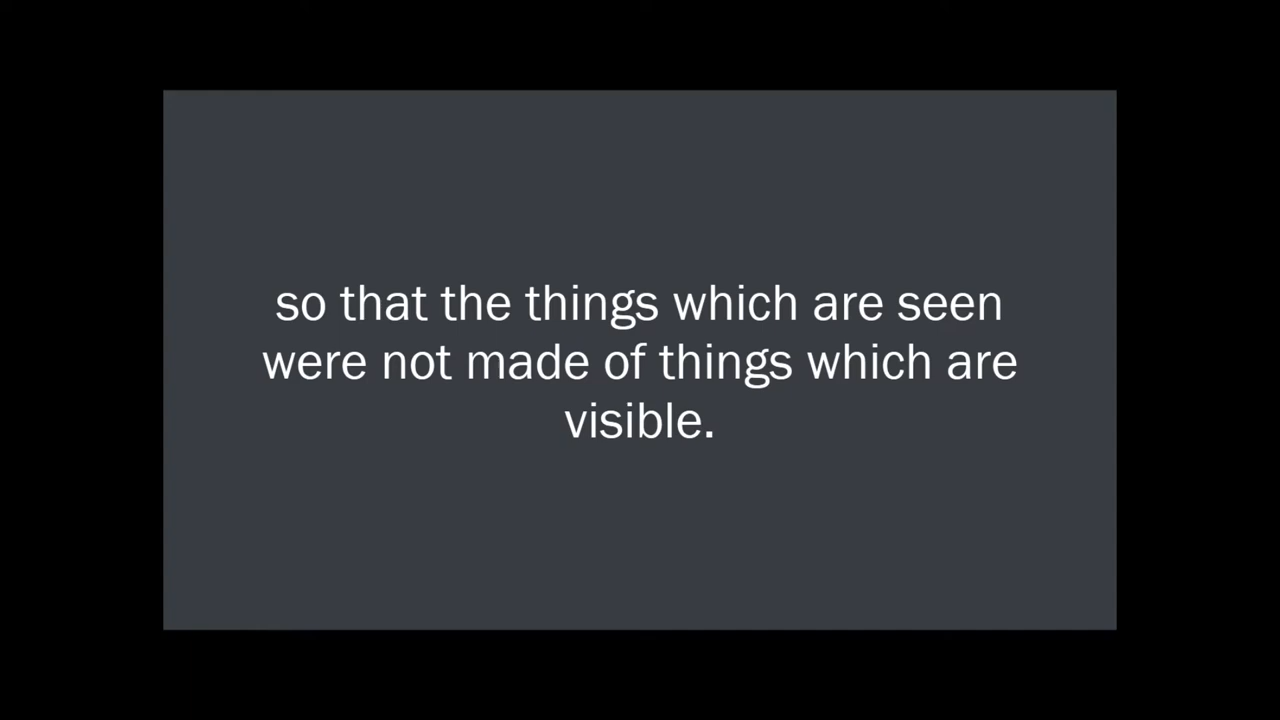 so that the things which are seen
were not made of things which are
visible.